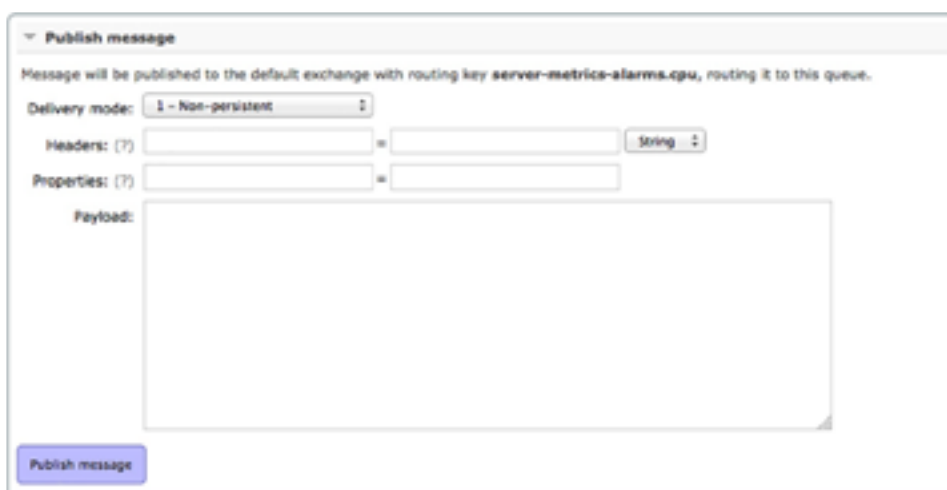 Publish message
Message will be published to the default exchange with routing key server-metrics-alarms.cpu, routing it to this queue.
Delivery mode: 1 - Non-persistent
Headers: (?) = String
Properties: (?) =
Payload:
Publish message